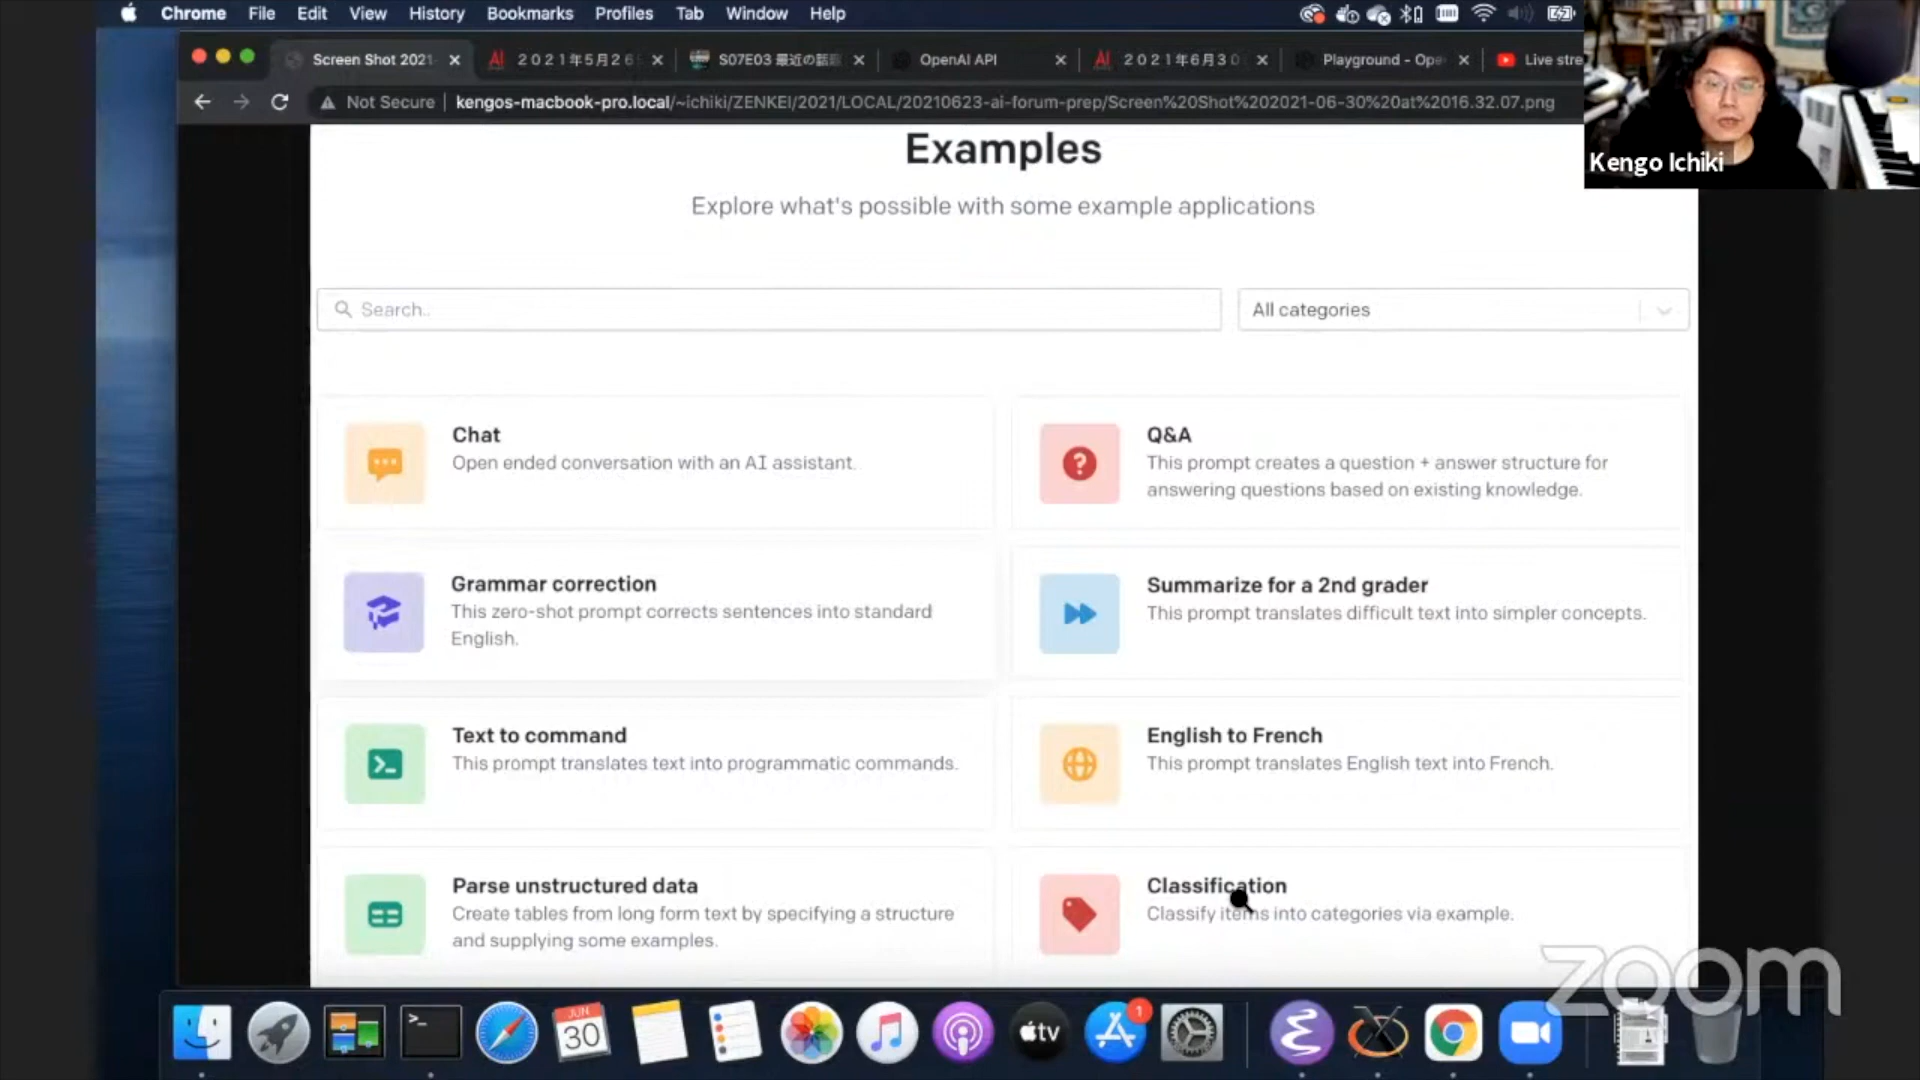 Chrome File Edit View History Bookmarks Profiles Tab Window Help
Screen Shot 2021-
2021年5月26
S07E03 最近の話題
OpenAI API
2021年6月30
Playground - Ope
Live stre
Not Secure | kengos-macbook-pro.local/~ichiki/ZENKEI/2021/LOCAL/20210623-ai-forum-prep/Screen%20Shot%202021-06-30%20at%2016.32.07.png
Kengo Ichiki
Examples
Explore what's possible with some example applications
Search..
All categories
Chat
Open ended conversation with an AI assistant.
Q&A
This prompt creates a question + answer structure for
answering questions based on existing knowledge.
Grammar correction
This zero-shot prompt corrects sentences into standard
English.
Summarize for a 2nd grader
This prompt translates difficult text into simpler concepts.
Text to command
This prompt translates text into programmatic commands.
English to French
This prompt translates English text into French.
Parse unstructured data
Create tables from long form text by specifying a structure
and supplying some examples.
Classification
Classify items into categories via example.
zoom
JUN
30
tv
1